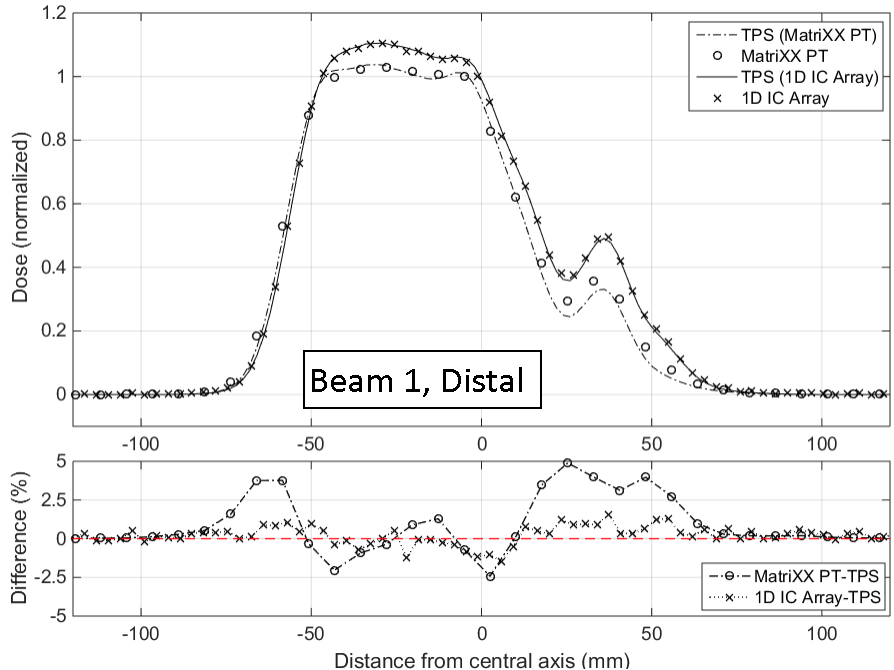 1.2
1
0.8
0.6
0.4
0.2
0
Dose (normalized)
TPS (MatriXX PT)
MatriXX PT
TPS (1D IC Array)
1D IC Array
Beam 1, Distal
-100 -50 0 50 100
5
2.5
0
-2.5
-5
Difference (%)
MatriXX PT-TPS
1D IC Array-TPS
-100 -50 0 50 100
Distance from central axis (mm)